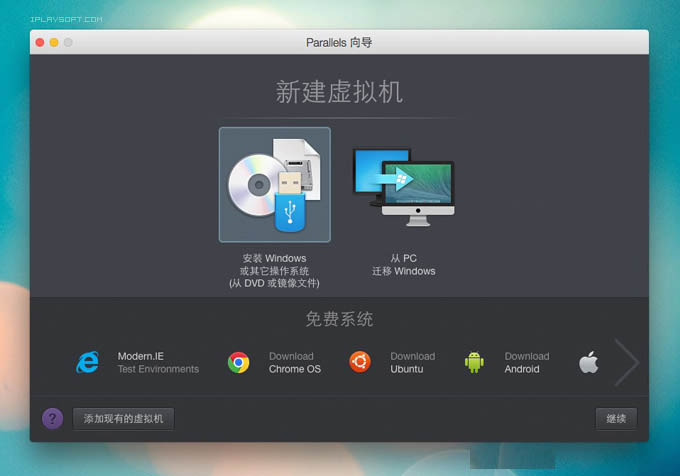 IPLAYSOFT.COM
Parallels 向导
新建虚拟机
安装 Windows
或其它操作系统
(从 DVD 或镜像文件)
从 PC
迁移 Windows
免费系统
Modern.IE
Test Environments
Download
Chrome OS
Download
Ubuntu
Download
Android
?
添加现有的虚拟机
继续